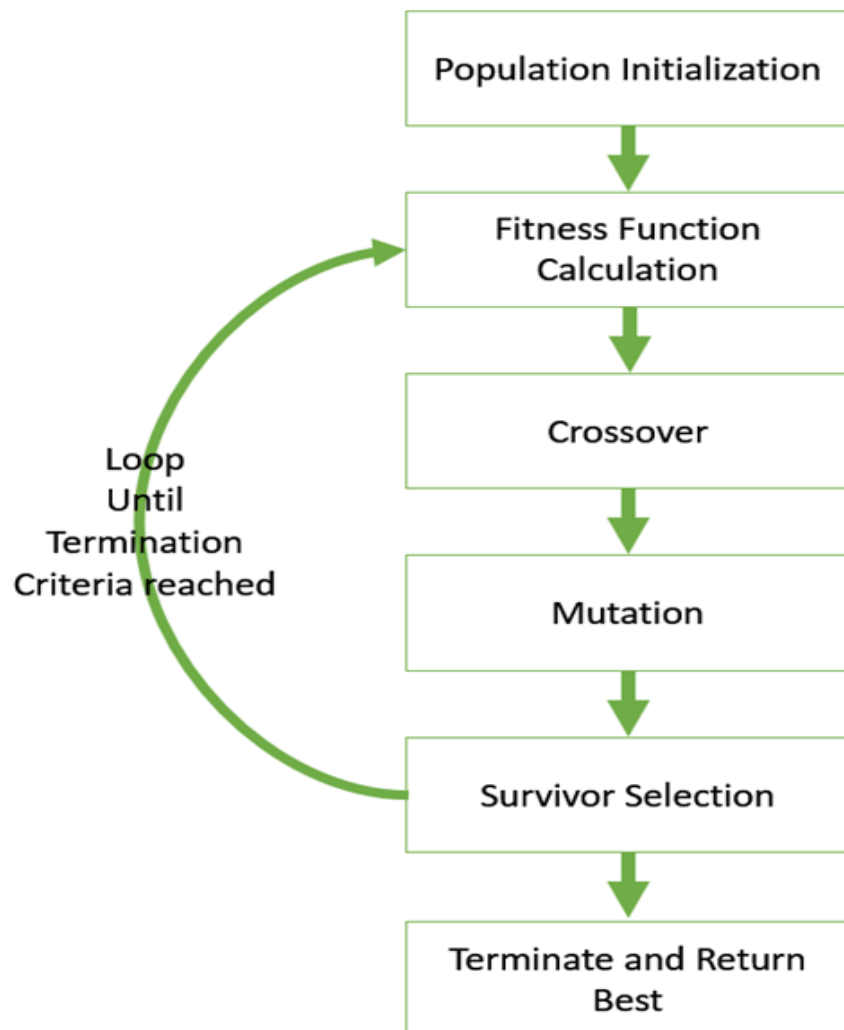 Population Initialization
Fitness Function
Calculation
Crossover
Loop
Until
Termination
Criteria reached
Mutation
Survivor Selection
Terminate and Return
Best